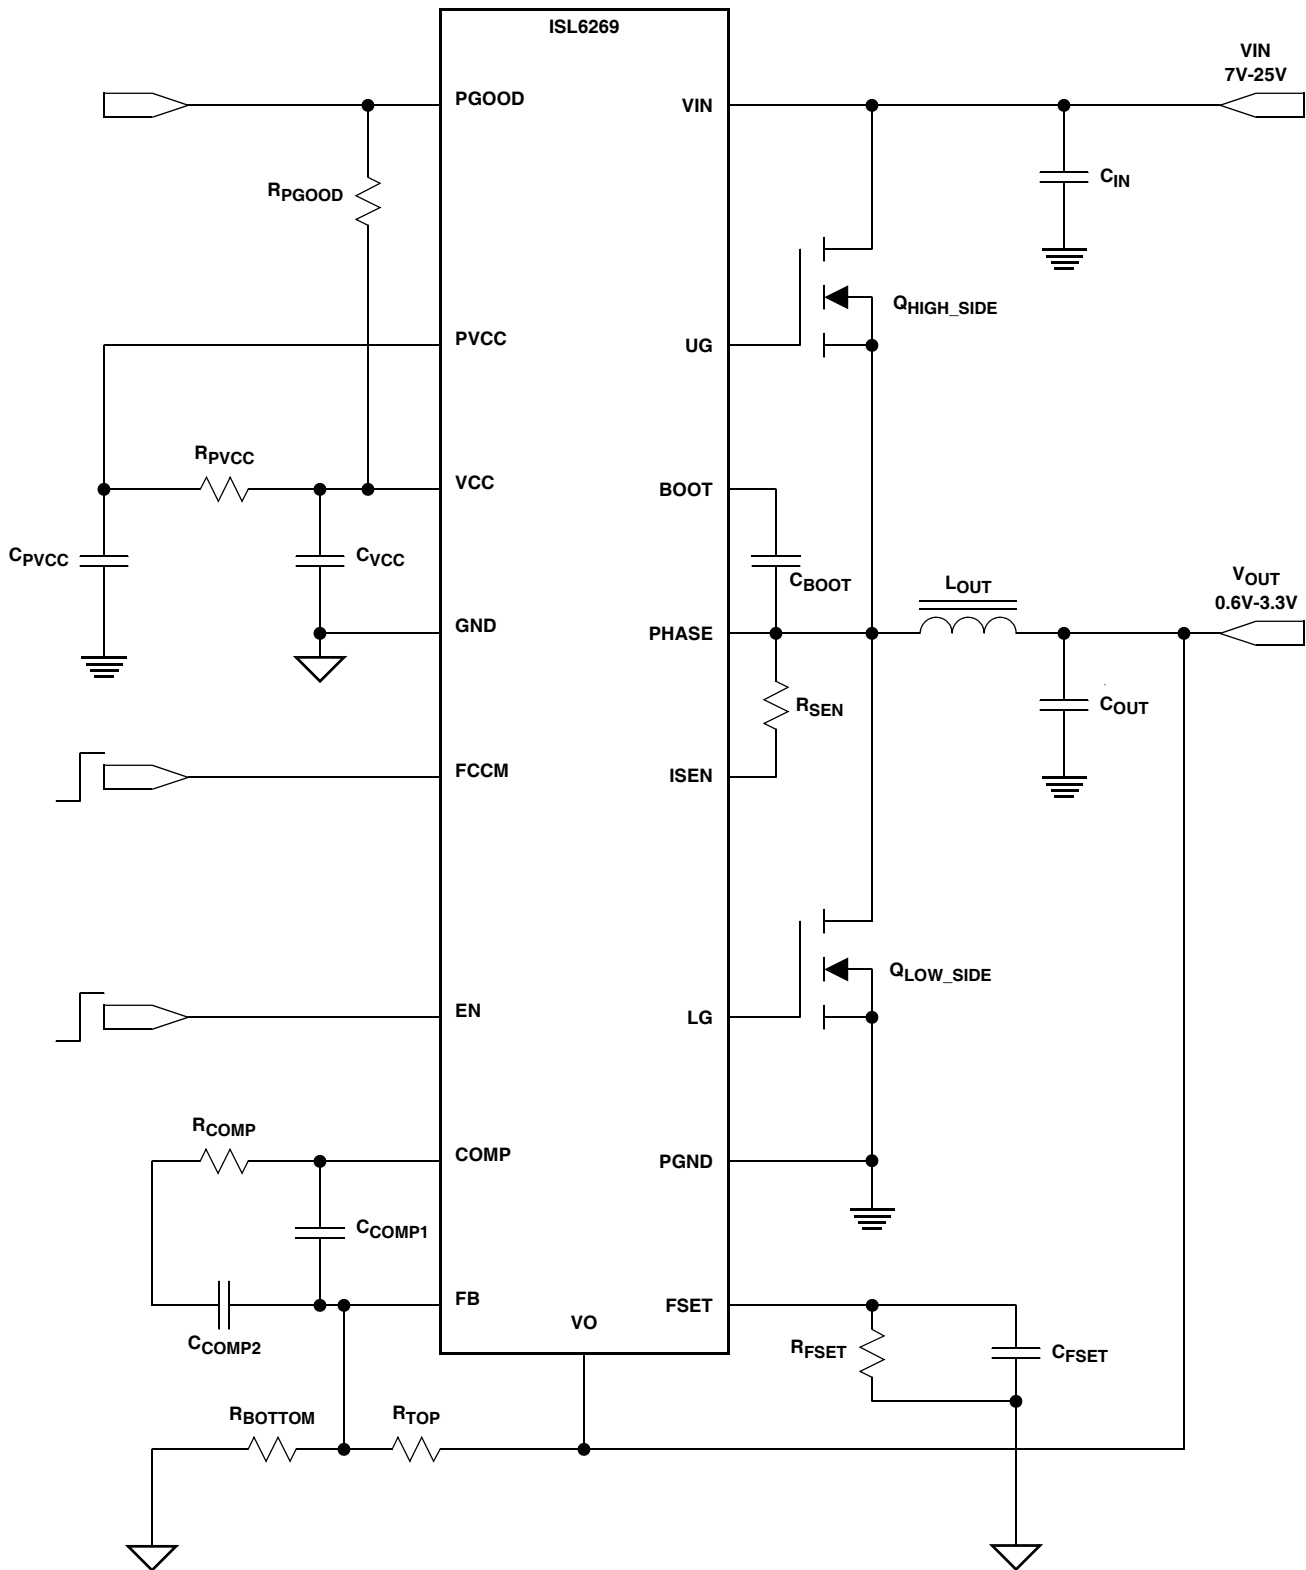 ISL6269
VIN
7V-25V
PGOOD
VIN
RPGOOD
CIN
QHIGH_SIDE
PVCC
UG
RPVCC
VCC
BOOT
CPVCC
CVCC
CBOOT
LOUT
VOUT
0.6V-3.3V
GND
PHASE
RSEN
COUT
FCCM
ISEN
QLOW_SIDE
EN
LG
RCOMP
COMP
PGND
CCOMP1
FB
FSET
VO
CCOMP2
RFSET
CFSET
RBOTTOM
RTOP